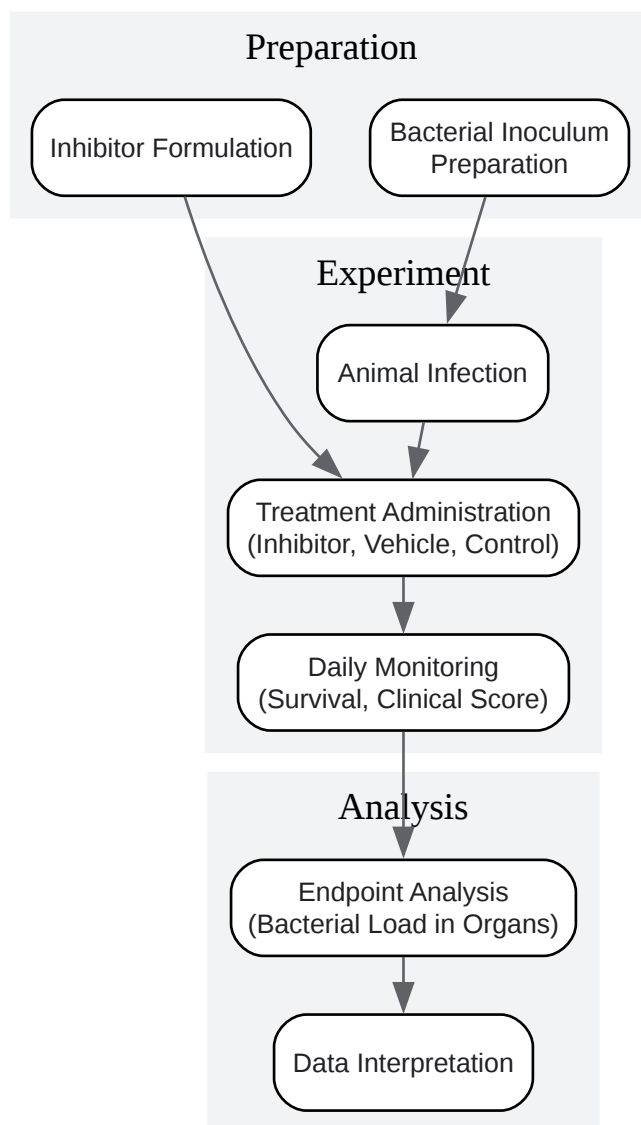 Preparation
Inhibitor Formulation
Bacterial Inoculum
Preparation
Experiment
Animal Infection
Treatment Administration
(Inhibitor, Vehicle, Control)
Daily Monitoring
(Survival, Clinical Score)
Analysis
Endpoint Analysis
(Bacterial Load in Organs)
Data Interpretation